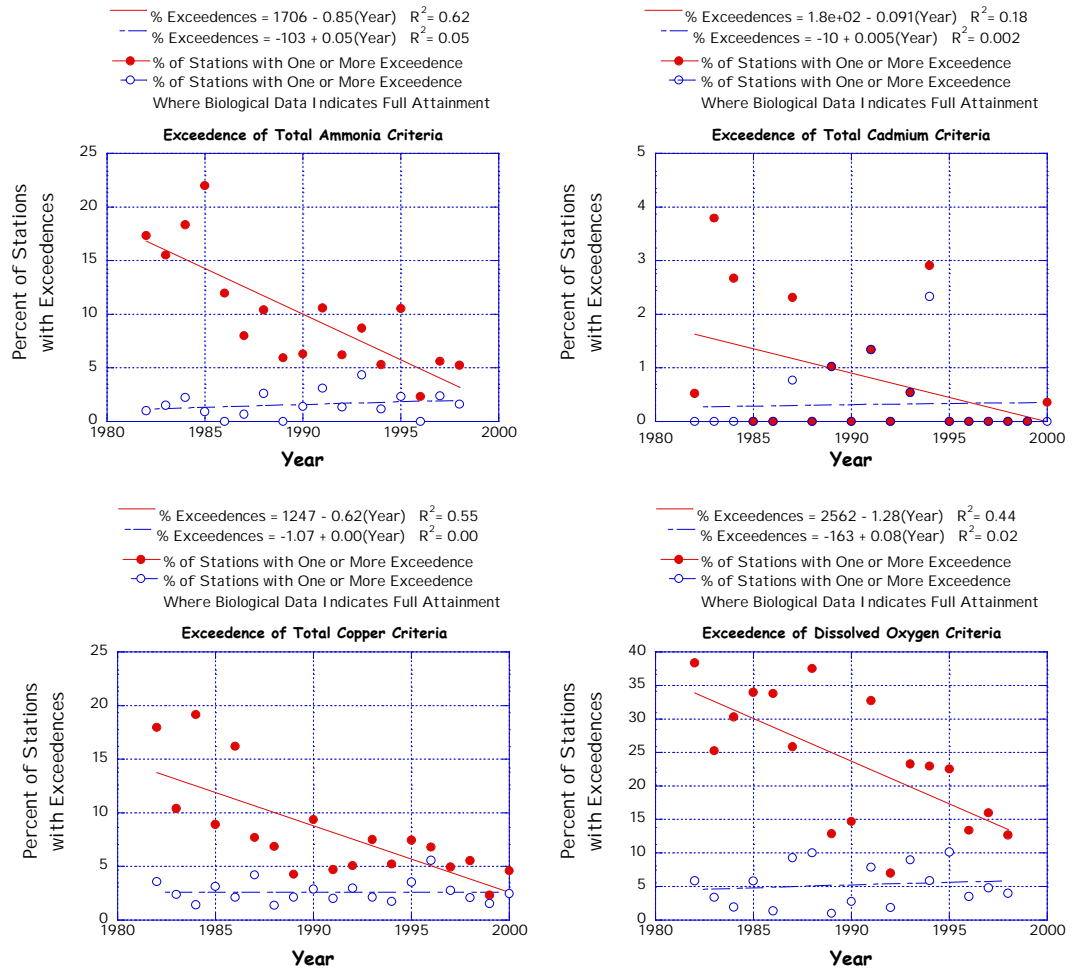 % Exceedences = 1706 - 0.85(Year) R²= 0.62
% Exceedences = -103 + 0.05(Year) R²= 0.05
% of Stations with One or More Exceedence
% of Stations with One or More Exceedence
Where Biological Data Indicates Full Attainment
Exceedence of Total Ammonia Criteria
Percent of Stations
with Exceedences
25
20
15
10
5
0
1980
1985
1990
1995
2000
Year
% Exceedences = 1.8e+02 - 0.091(Year) R²= 0.18
% Exceedences = -10 + 0.005(Year) R²= 0.002
% of Stations with One or More Exceedence
% of Stations with One or More Exceedence
Where Biological Data Indicates Full Attainment
Exceedence of Total Cadmium Criteria
Percent of Stations
with Exceedences
5
4
3
2
1
0
1980
1985
1990
1995
2000
Year
% Exceedences = 1247 - 0.62(Year) R²= 0.55
% Exceedences = -1.07 + 0.00(Year) R²= 0.00
% of Stations with One or More Exceedence
% of Stations with One or More Exceedence
Where Biological Data Indicates Full Attainment
Exceedence of Total Copper Criteria
Percent of Stations
with Exceedences
25
20
15
10
5
0
1980
1985
1990
1995
2000
Year
% Exceedences = 2562 - 1.28(Year) R²= 0.44
% Exceedences = -163 + 0.08(Year) R²= 0.02
% of Stations with One or More Exceedence
% of Stations with One or More Exceedence
Where Biological Data Indicates Full Attainment
Exceedence of Dissolved Oxygen Criteria
Percent of Stations
with Exceedences
40
35
30
25
20
15
10
5
0
1980
1985
1990
1995
2000
Year